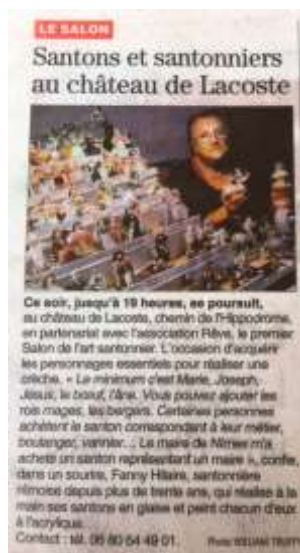 LE SALON
Santons et santonniers
au château de Lacoste
Ce soir, jusqu'à 19 heures, se poursuit,
au château de Lacoste, chemin de l'Hippodrome,
en partenariat avec l'association Rêve, le premier
Salon de l'art santonnier. L'occasion d'acquérir
les personnages essentiels pour réaliser une
crèche. « Le minimum c'est Marie, Joseph,
Jésus, le bœuf, l'âne. Vous pouvez ajouter les
rois mages, les bergers. Certaines personnes
achètent le santon correspondant à leur métier,
boulanger, vannier... Le maire de Nîmes m'a
acheté un santon représentant un maire », confie,
dans un sourire, Fanny Hilaire, santonnière
nîmoise depuis plus de trente ans, qui réalise à la
main ses santons en glaise et peint chacun d'eux
à l'acrylique.
Contact : tél. 06 80 64 49 01. Photo WILLIAM